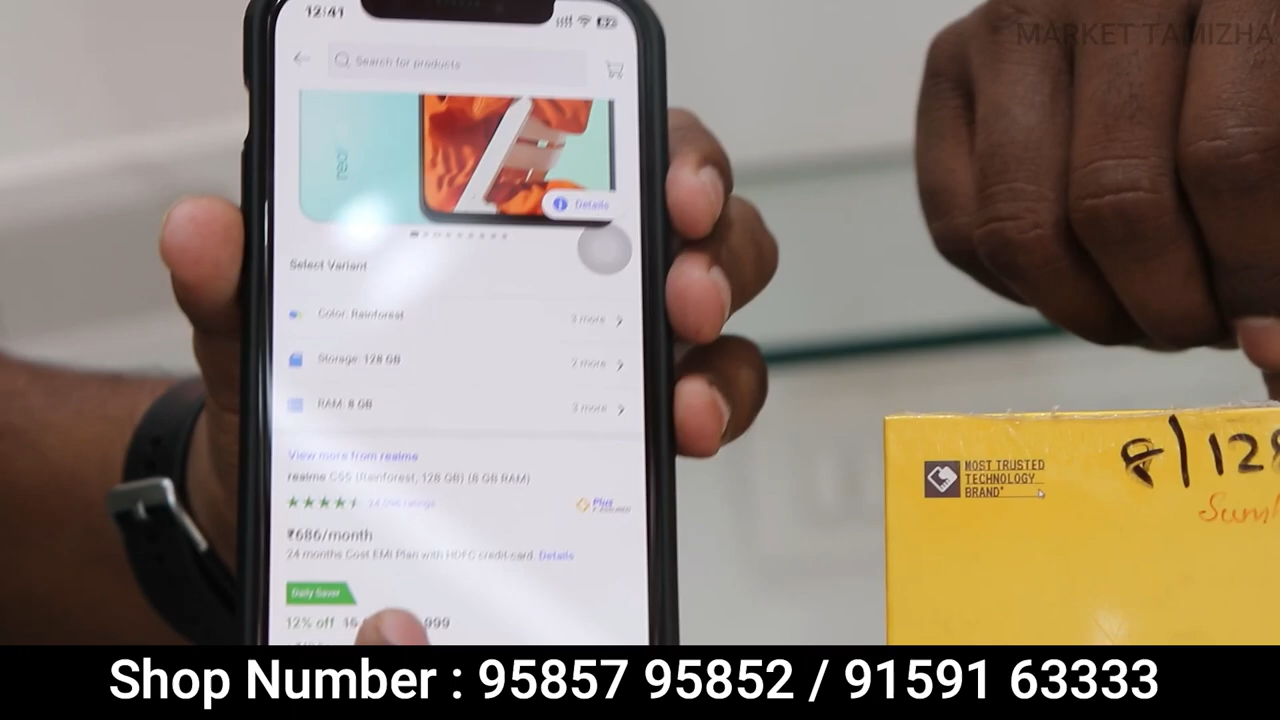 12:41
MARKET TAMIZHA
Search for products
real
Details
Select Variant
Color: Rainforest
3 more
Storage: 128 GB
2 more
RAM: 8 GB
3 more
View more from realme
realme C55 (Rainforest, 128 GB) (8 GB RAM)
Plus
₹686/month
24 months Cost EMI Plan with HDFC credit card. Details
Daily Saver
12% off
999
8/128
MOST TRUSTED
TECHNOLOGY
BRAND*
Shop Number : 95857 95852 / 91591 63333